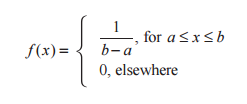 f(x) = { 1/(b−a), for a ≤ x ≤ b
0, elsewhere